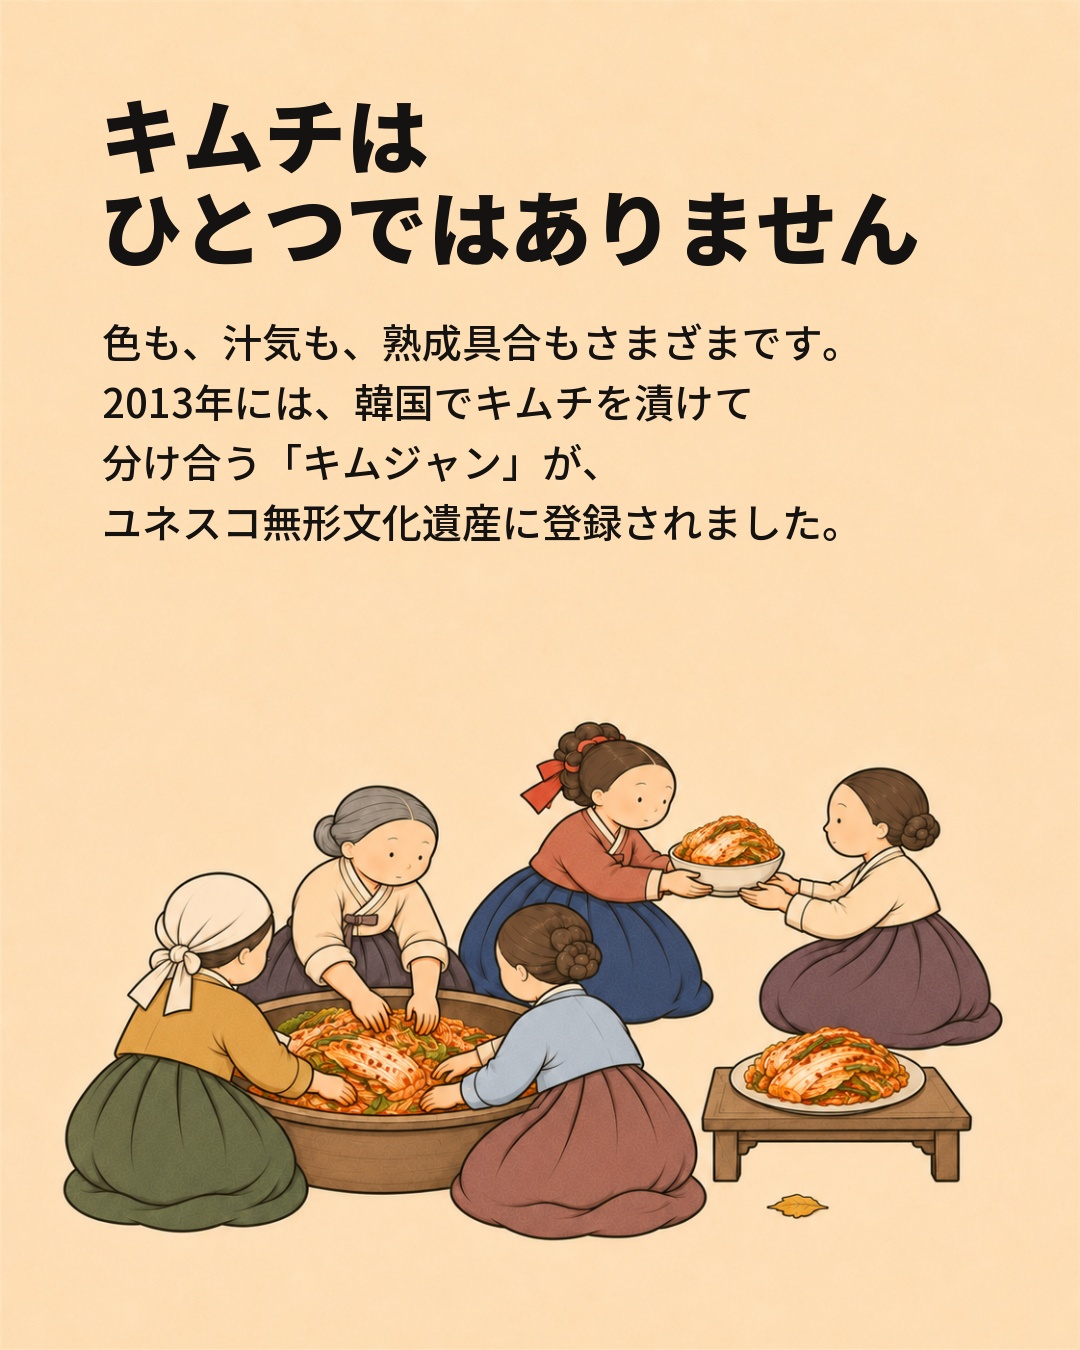 キムチは
ひとつではありません
色も、汁気も、熟成具合もさまざまです。
2013年には、韓国でキムチを漬けて
分け合う「キムジャン」が、
ユネスコ無形文化遺産に登録されました。